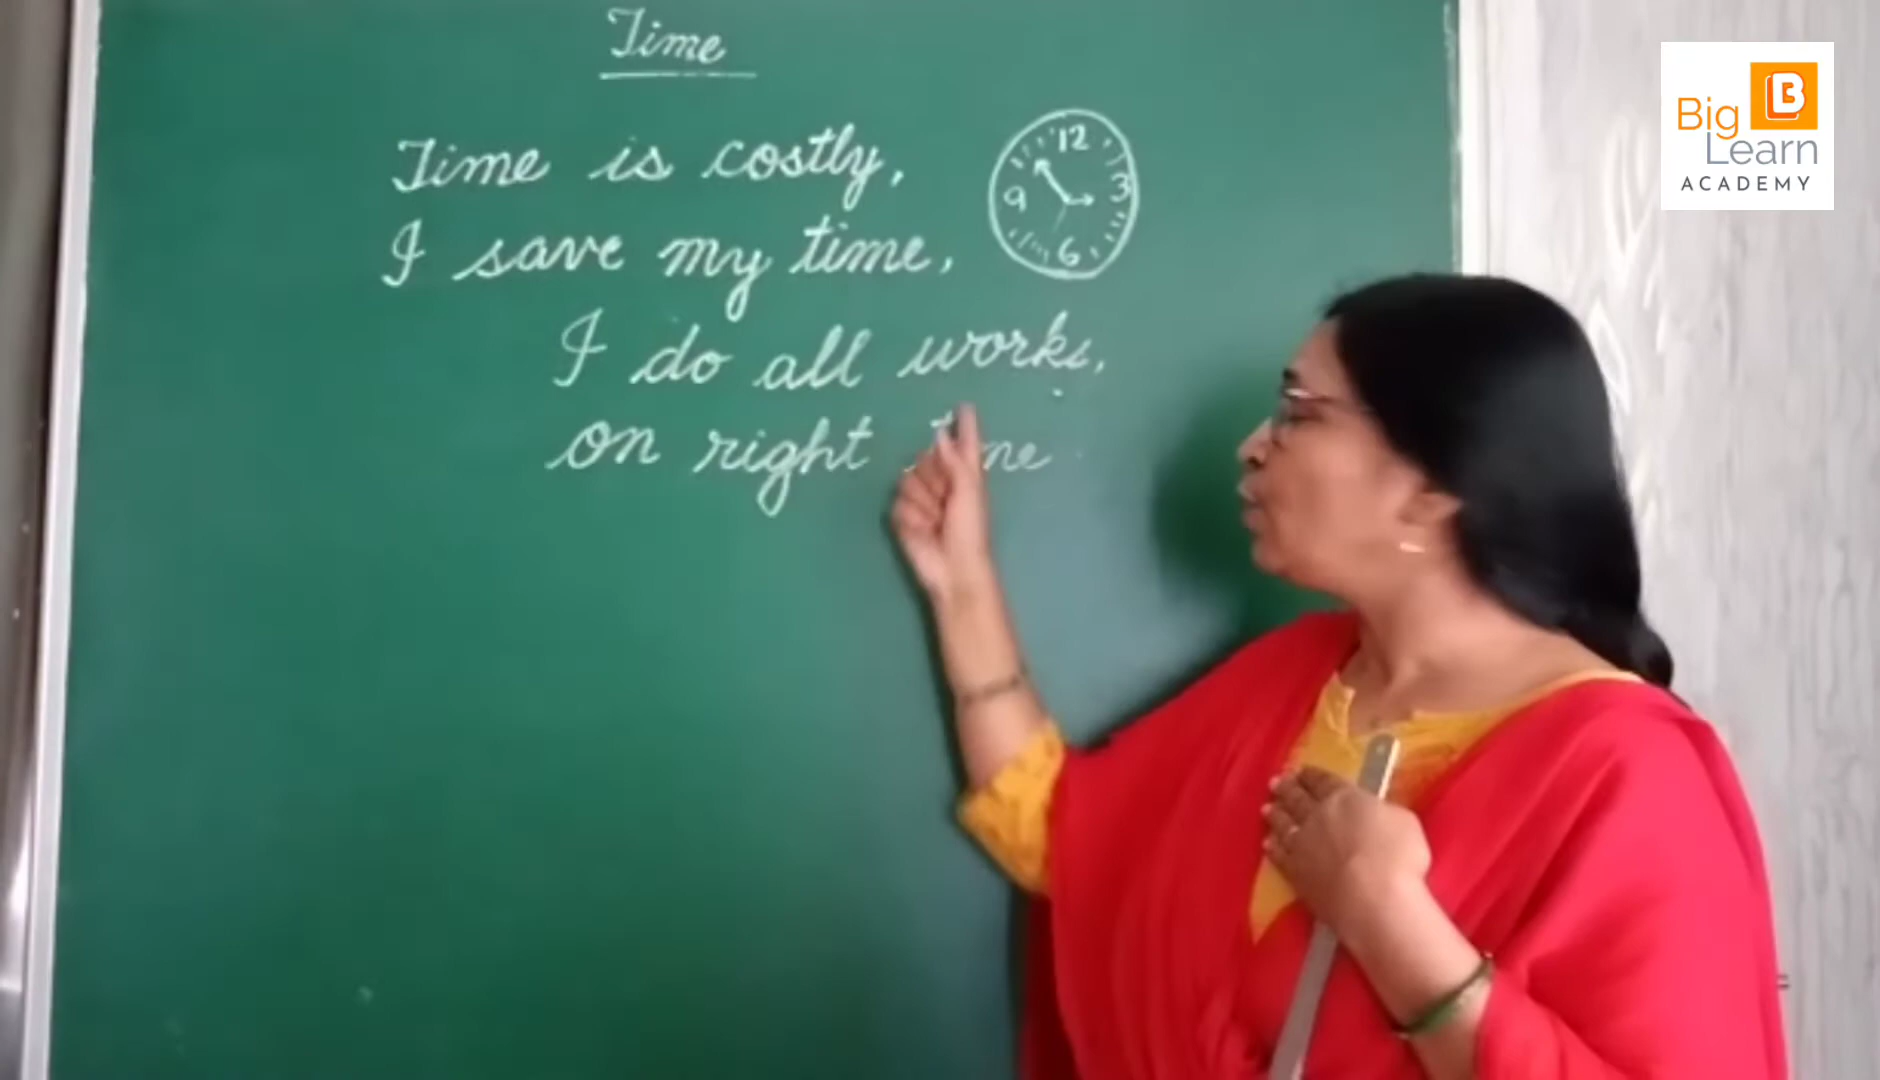 Time
Time is costly,
I save my time,
I do all works,
on right time
12
3
6
9
B
Big
Learn
ACADEMY